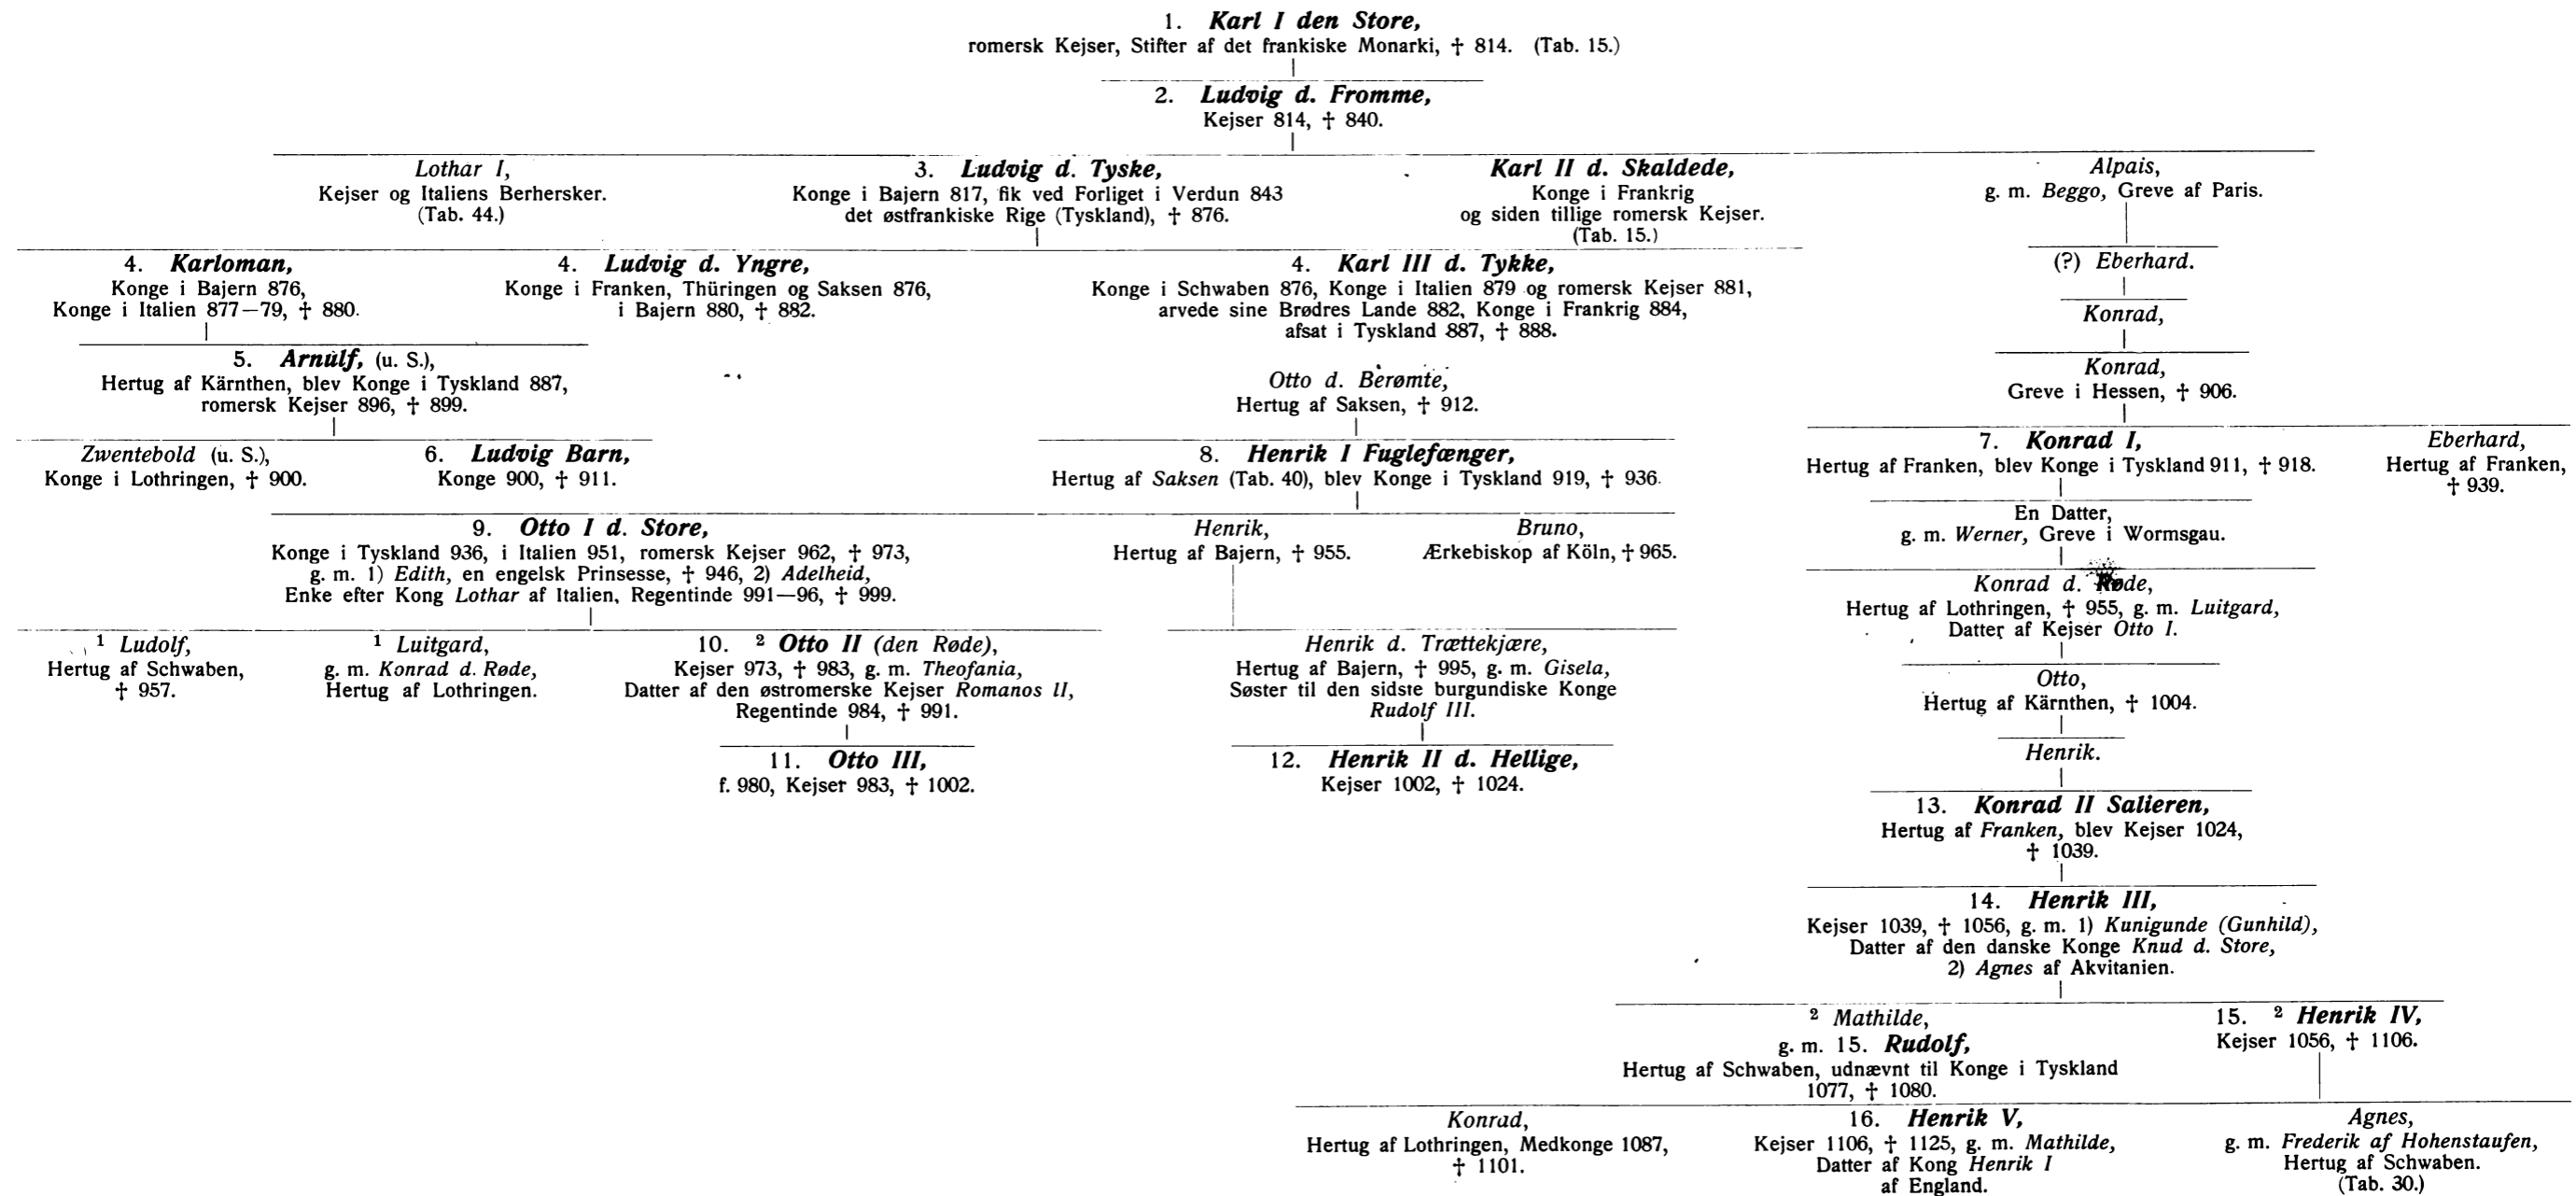 1. Karl I den Store,
romersk Kejser, Stifter af det frankiske Monarki, † 814. (Tab. 15.)
2. Ludvig d. Fromme,
Kejser 814, † 840.
Lothar I,
Kejser og Italiens Berhersker.
(Tab. 44.)
3. Ludvig d. Tyske,
Konge i Bajern 817, fik ved Forliget i Verdun 843
det østfrankiske Rige (Tyskland), † 876.
Karl II d. Skaldede,
Konge i Frankrig
og siden tillige romersk Kejser.
(Tab. 15.)
Alpais,
g. m. Beggo, Greve af Paris.
4. Karloman,
Konge i Bajern 876,
Konge i Italien 877—79, † 880.
4. Ludvig d. Yngre,
Konge i Franken, Thüringen og Saksen 876,
i Bajern 880, † 882.
4. Karl III d. Tykke,
Konge i Schwaben 876, Konge i Italien 879 og romersk Kejser 881,
arvede sine Brødres Lande 882, Konge i Frankrig 884,
afsat i Tyskland 887, † 888.
(?) Eberhard.
Konrad,
5. Arnulf, (u. S.),
Hertug af Kärnthen, blev Konge i Tyskland 887,
romersk Kejser 896, † 899.
Otto d. Berømte,
Hertug af Saksen, † 912.
Konrad,
Greve i Hessen, † 906.
Zwentebold (u. S.),
Konge i Lothringen, † 900.
6. Ludvig Barn,
Konge 900, † 911.
8. Henrik I Fuglefænger,
Hertug af Saksen (Tab. 40), blev Konge i Tyskland 919, † 936.
7. Konrad I,
Hertug af Franken, blev Konge i Tyskland 911, † 918.
Eberhard,
Hertug af Franken,
† 939.
9. Otto I d. Store,
Konge i Tyskland 936, i Italien 951, romersk Kejser 962, † 973,
g. m. 1) Edith, en engelsk Prinsesse, † 946, 2) Adelheid,
Enke efter Kong Lothar af Italien, Regentinde 991—96, † 999.
Henrik,
Hertug af Bajern, † 955.
Bruno,
Ærkebiskop af Köln, † 965.
En Datter,
g. m. Werner, Greve i Wormsgau.
Konrad d. Røde,
Hertug af Lothringen, † 955, g. m. Luitgard,
Datter af Kejser Otto I.
1 Ludolf,
Hertug af Schwaben,
† 957.
1 Luitgard,
g. m. Konrad d. Røde,
Hertug af Lothringen.
10. 2 Otto II (den Røde),
Kejser 973, † 983, g. m. Theofania,
Datter af den østromerske Kejser Romanos II,
Regentinde 984, † 991.
Henrik d. Trættekjære,
Hertug af Bajern, † 995, g. m. Gisela,
Søster til den sidste burgundiske Konge
Rudolf III.
Otto,
Hertug af Kärnthen, † 1004.
11. Otto III,
f. 980, Kejser 983, † 1002.
12. Henrik II d. Hellige,
Kejser 1002, † 1024.
Henrik.
13. Konrad II Salieren,
Hertug af Franken, blev Kejser 1024,
† 1039.
14. Henrik III,
Kejser 1039, † 1056, g. m. 1) Kunigunde (Gunhild),
Datter af den danske Konge Knud d. Store,
2) Agnes af Akvitanien.
2 Mathilde,
g. m. 15. Rudolf,
Hertug af Schwaben, udnævnt til Konge i Tyskland
1077, † 1080.
15. 2 Henrik IV,
Kejser 1056, † 1106.
Konrad,
Hertug af Lothringen, Medkonge 1087,
† 1101.
16. Henrik V,
Kejser 1106, † 1125, g. m. Mathilde,
Datter af Kong Henrik I
af England.
Agnes,
g. m. Frederik af Hohenstaufen,
Hertug af Schwaben.
(Tab. 30.)